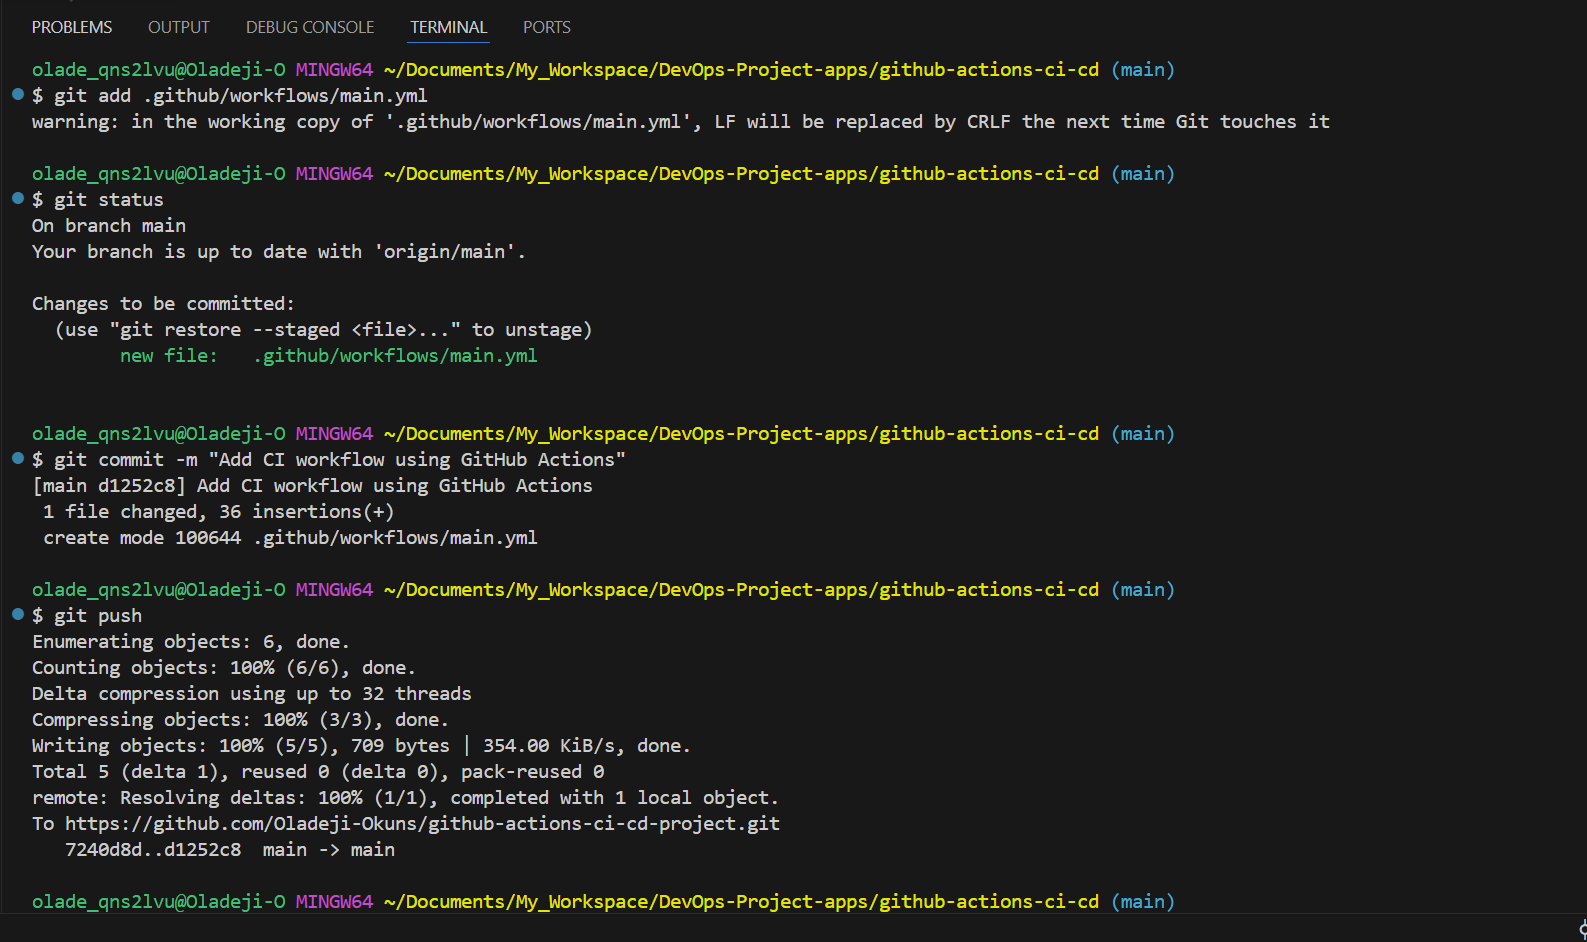 PROBLEMS OUTPUT DEBUG CONSOLE TERMINAL PORTS
olade_qns2lvu@Oladeji-O MINGW64 ~/Documents/My_Workspace/DevOps-Project-apps/github-actions-ci-cd (main)
$ git add .github/workflows/main.yml
warning: in the working copy of '.github/workflows/main.yml', LF will be replaced by CRLF the next time Git touches it
olade_qns2lvu@Oladeji-O MINGW64 ~/Documents/My_Workspace/DevOps-Project-apps/github-actions-ci-cd (main)
$ git status
On branch main
Your branch is up to date with 'origin/main'.
Changes to be committed:
  (use "git restore --staged <file>..." to unstage)
        new file:   .github/workflows/main.yml
olade_qns2lvu@Oladeji-O MINGW64 ~/Documents/My_Workspace/DevOps-Project-apps/github-actions-ci-cd (main)
$ git commit -m "Add CI workflow using GitHub Actions"
[main d1252c8] Add CI workflow using GitHub Actions
 1 file changed, 36 insertions(+)
 create mode 100644 .github/workflows/main.yml
olade_qns2lvu@Oladeji-O MINGW64 ~/Documents/My_Workspace/DevOps-Project-apps/github-actions-ci-cd (main)
$ git push
Enumerating objects: 6, done.
Counting objects: 100% (6/6), done.
Delta compression using up to 32 threads
Compressing objects: 100% (3/3), done.
Writing objects: 100% (5/5), 709 bytes | 354.00 KiB/s, done.
Total 5 (delta 1), reused 0 (delta 0), pack-reused 0
remote: Resolving deltas: 100% (1/1), completed with 1 local object.
To https://github.com/Oladeji-Okuns/github-actions-ci-cd-project.git
   7240d8d..d1252c8  main -> main
olade_qns2lvu@Oladeji-O MINGW64 ~/Documents/My_Workspace/DevOps-Project-apps/github-actions-ci-cd (main)